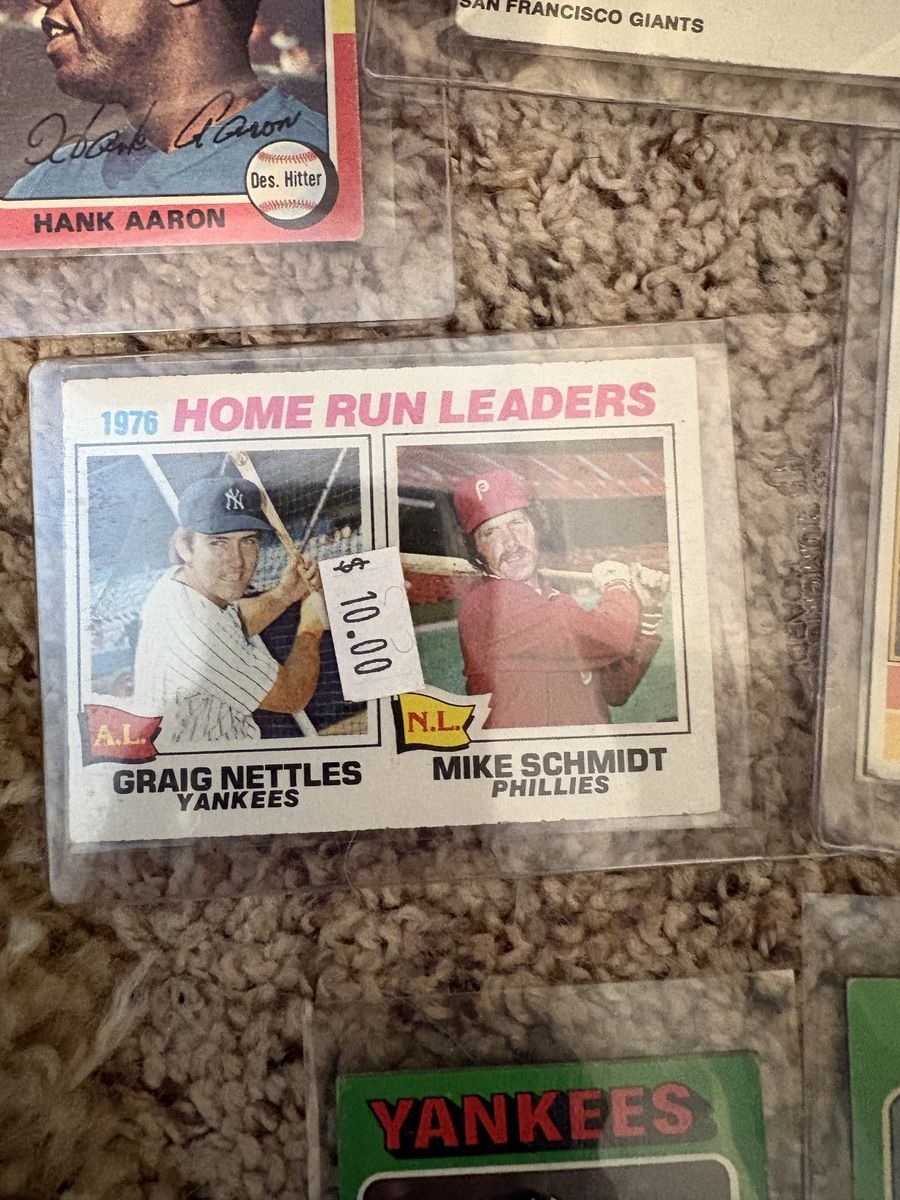 SAN FRANCISCO GIANTS
Hank Aaron
Des. Hitter
HANK AARON
1976 HOME RUN LEADERS
NY
P
$ 10.00
A.L.
N.L.
GRAIG NETTLES
YANKEES
MIKE SCHMIDT
PHILLIES
YANKEES